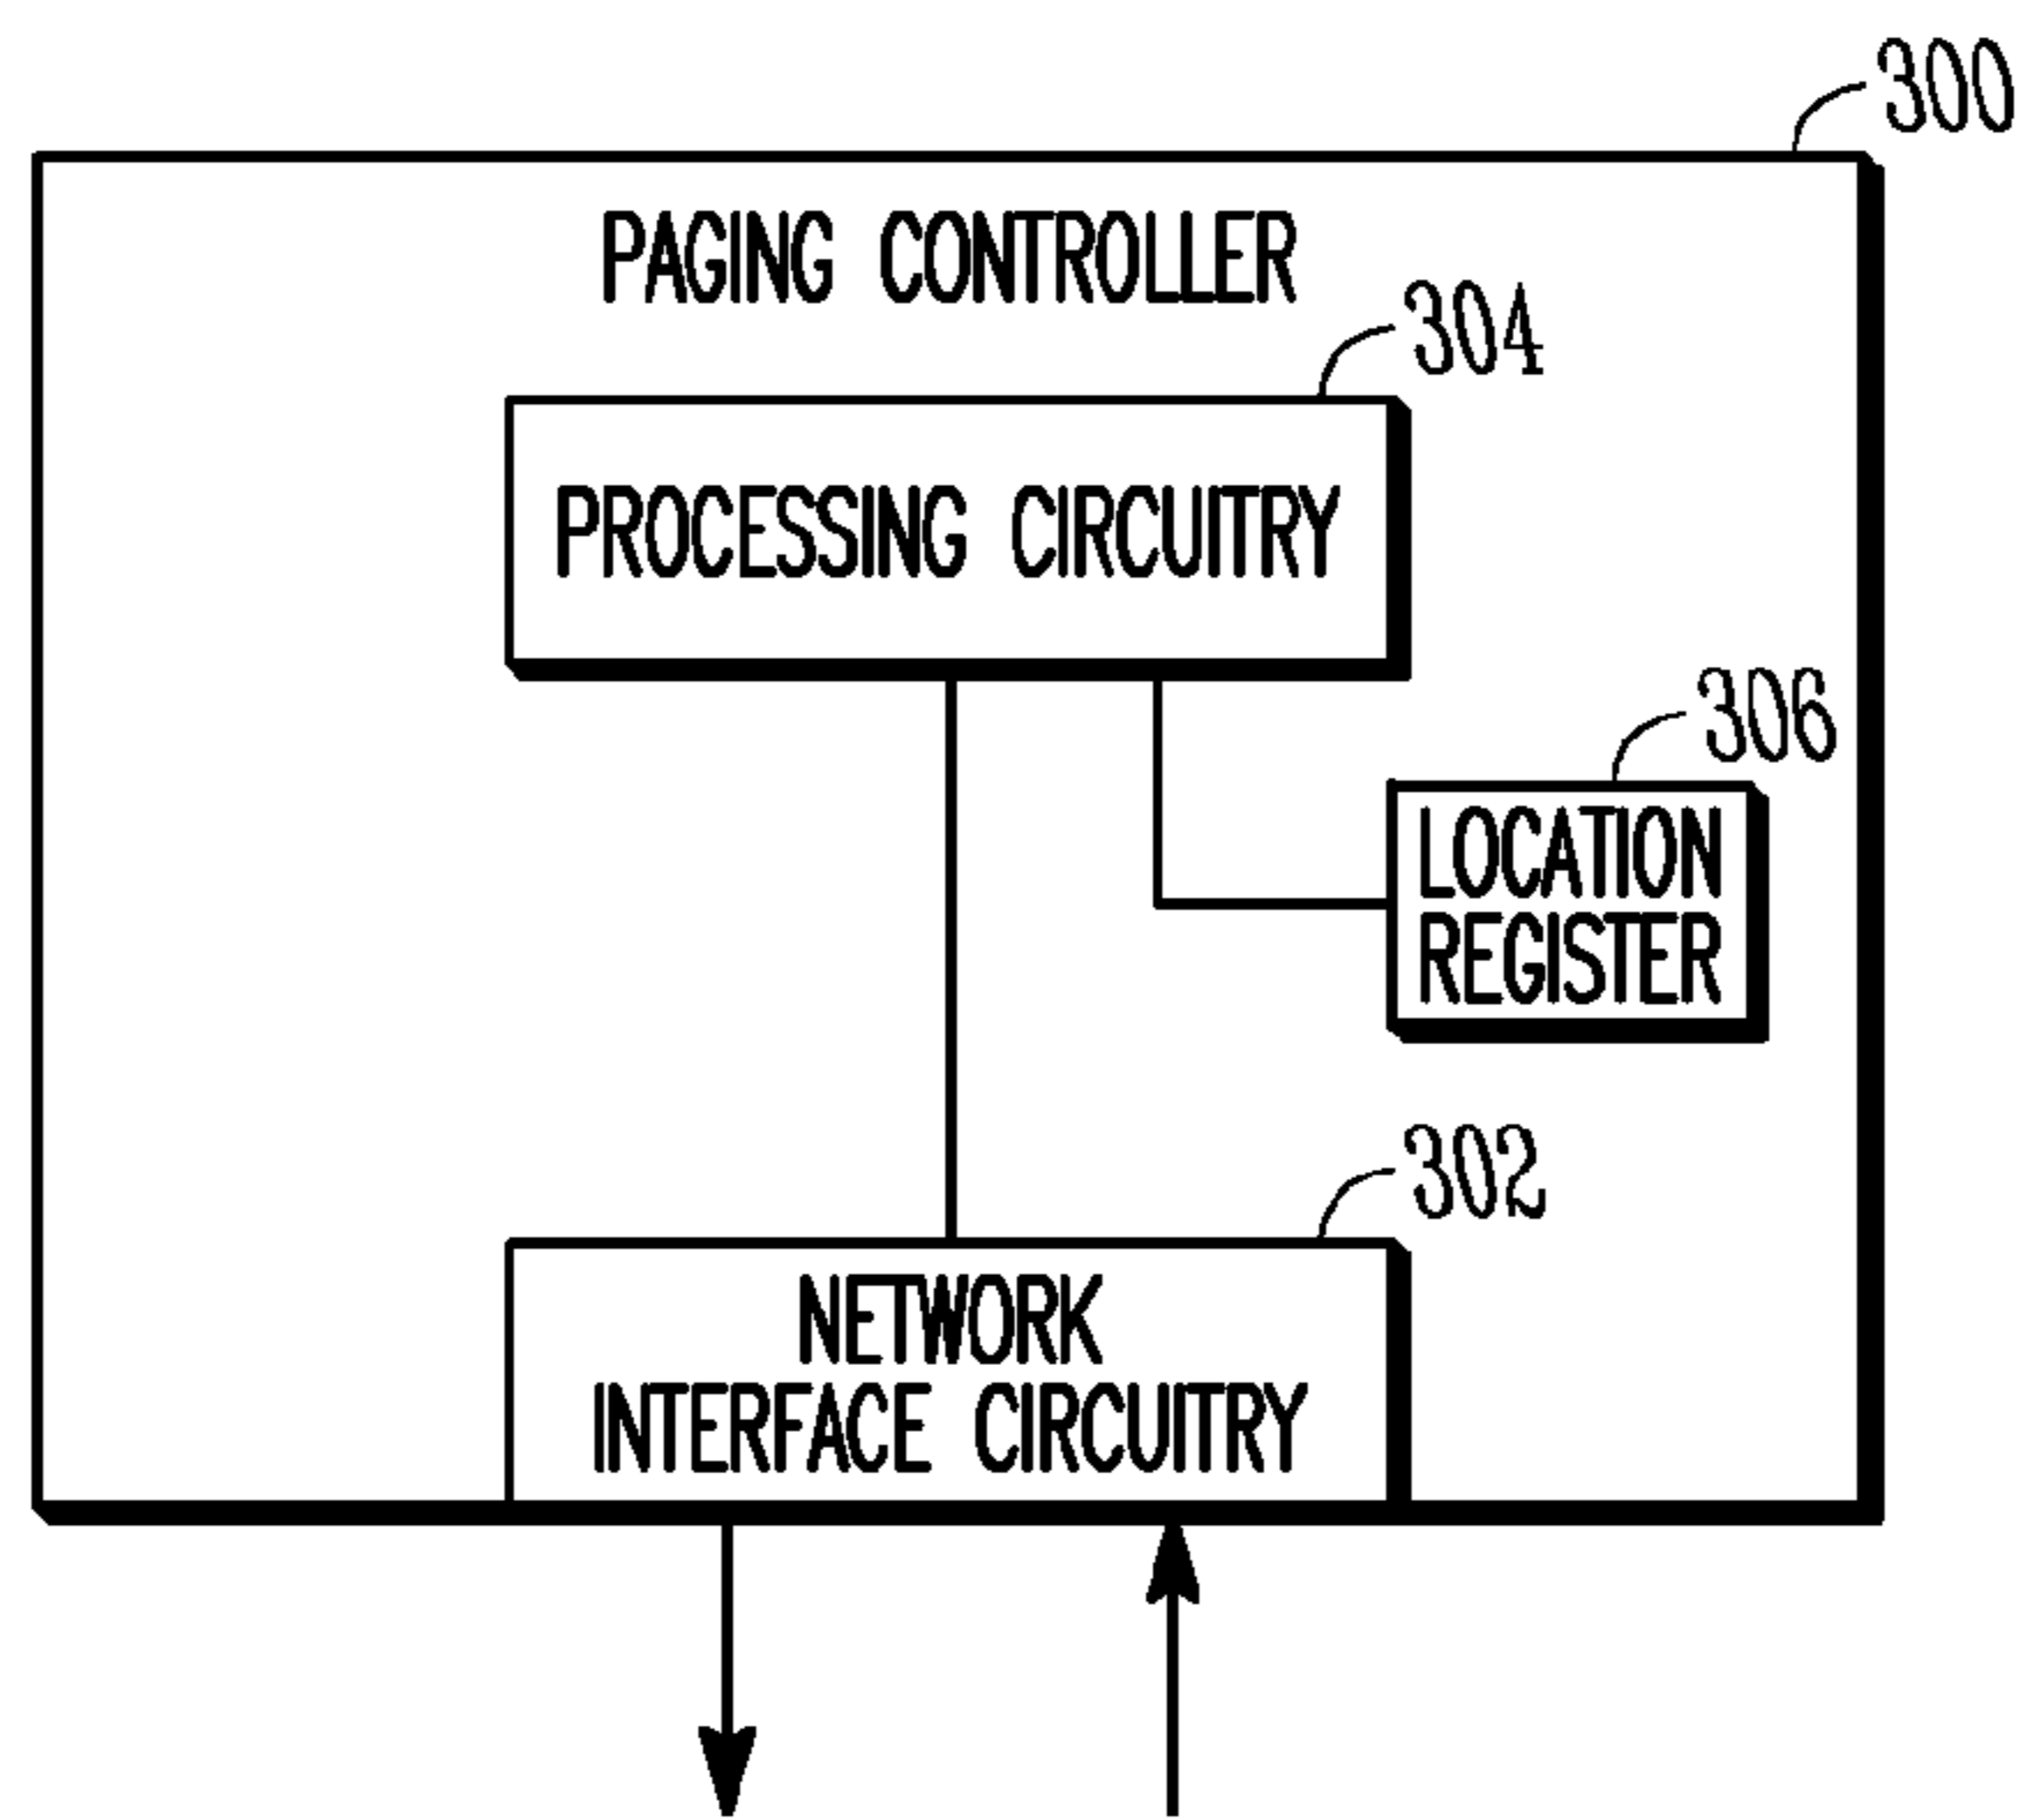 300
PAGING CONTROLLER
304
PROCESSING CIRCUITRY
306
LOCATION
REGISTER
302
NETWORK
INTERFACE CIRCUITRY